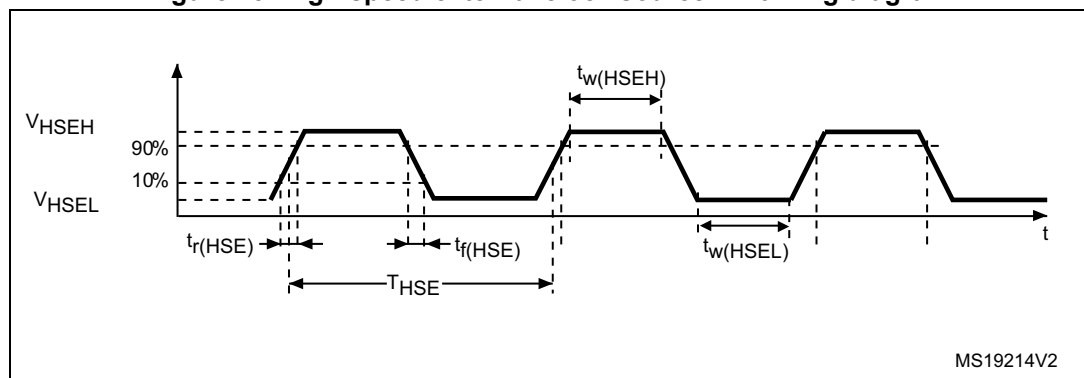 tw(HSEH)
VHSEH
90%
10%
VHSEL
tr(HSE)
tf(HSE)
tw(HSEL)
t
THSE
MS19214V2